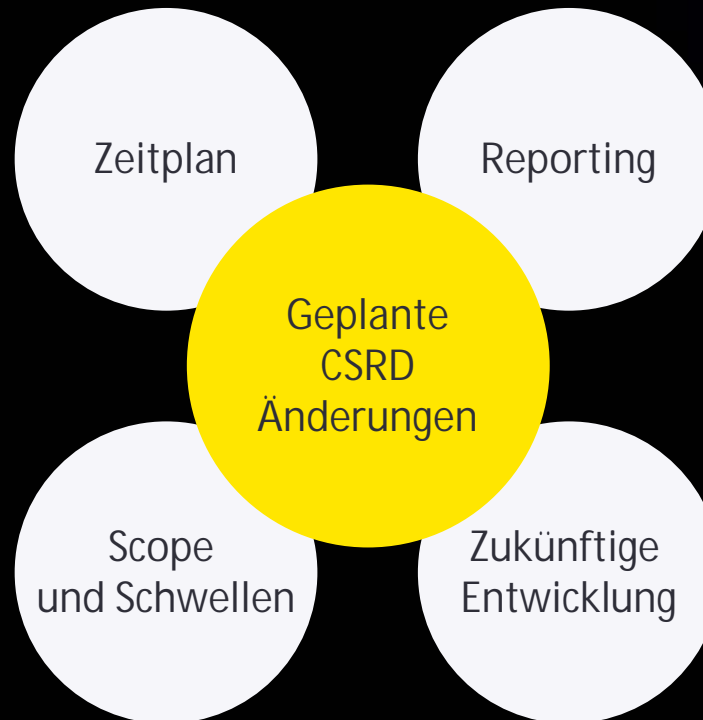 Zeitplan
Reporting
Geplante
CSRD
Änderungen
Scope
und Schwellen
Zukünftige
Entwicklung